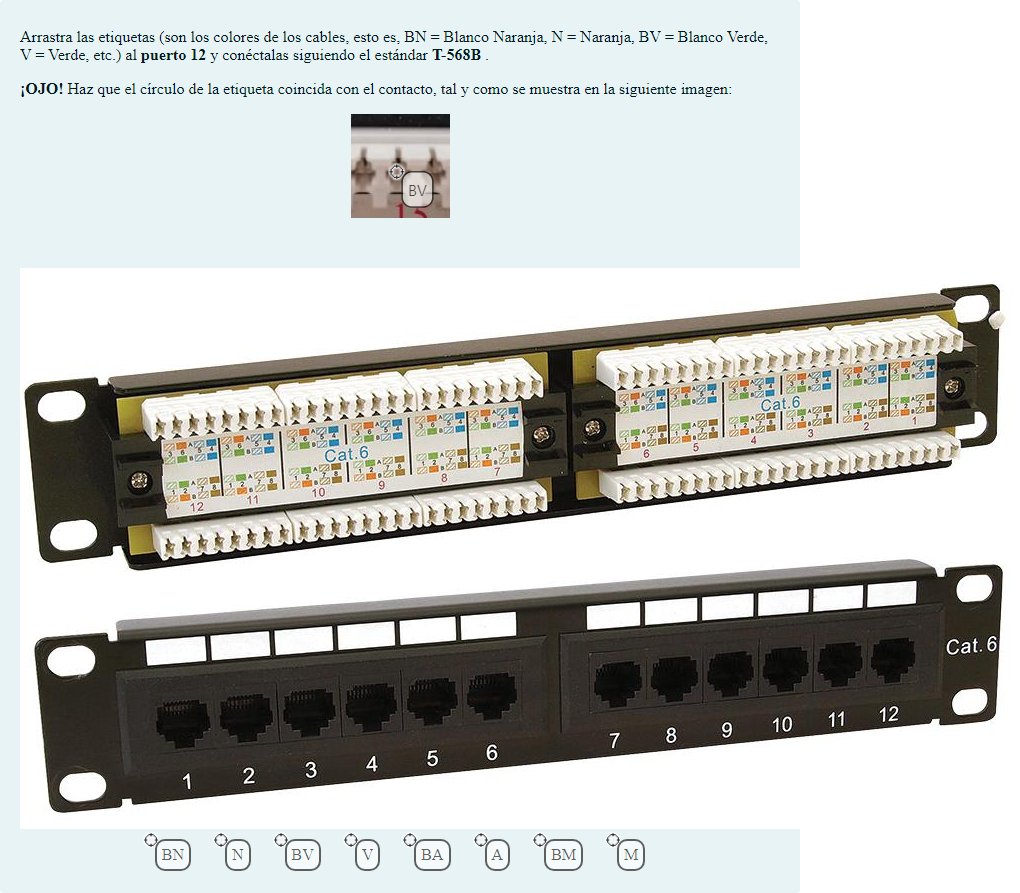 Arrastra las etiquetas (son los colores de los cables, esto es, BN = Blanco Naranja, N = Naranja, BV = Blanco Verde,
V = Verde, etc.) al puerto 12 y conéctalas siguiendo el estándar T-568B .
¡OJO! Haz que el círculo de la etiqueta coincida con el contacto, tal y como se muestra en la siguiente imagen:
BV
15
Cat.6
Cat.6
12 11 10 9 8 7
6 5 4 3 2 1
Cat. 6
1 2 3 4 5 6 7 8 9 10 11 12
BN N BV V BA A BM M